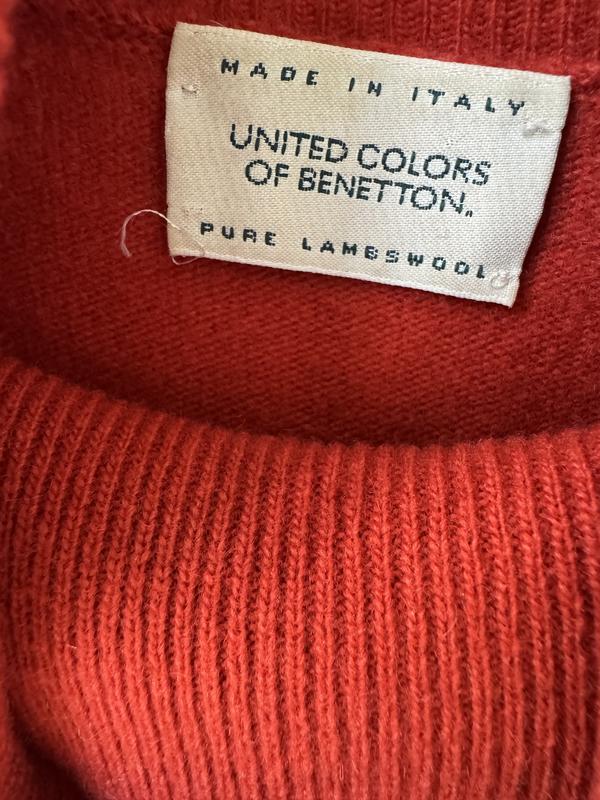 MADE IN ITALY
UNITED COLORS
OF BENETTON.
PURE LAMBSWOOL